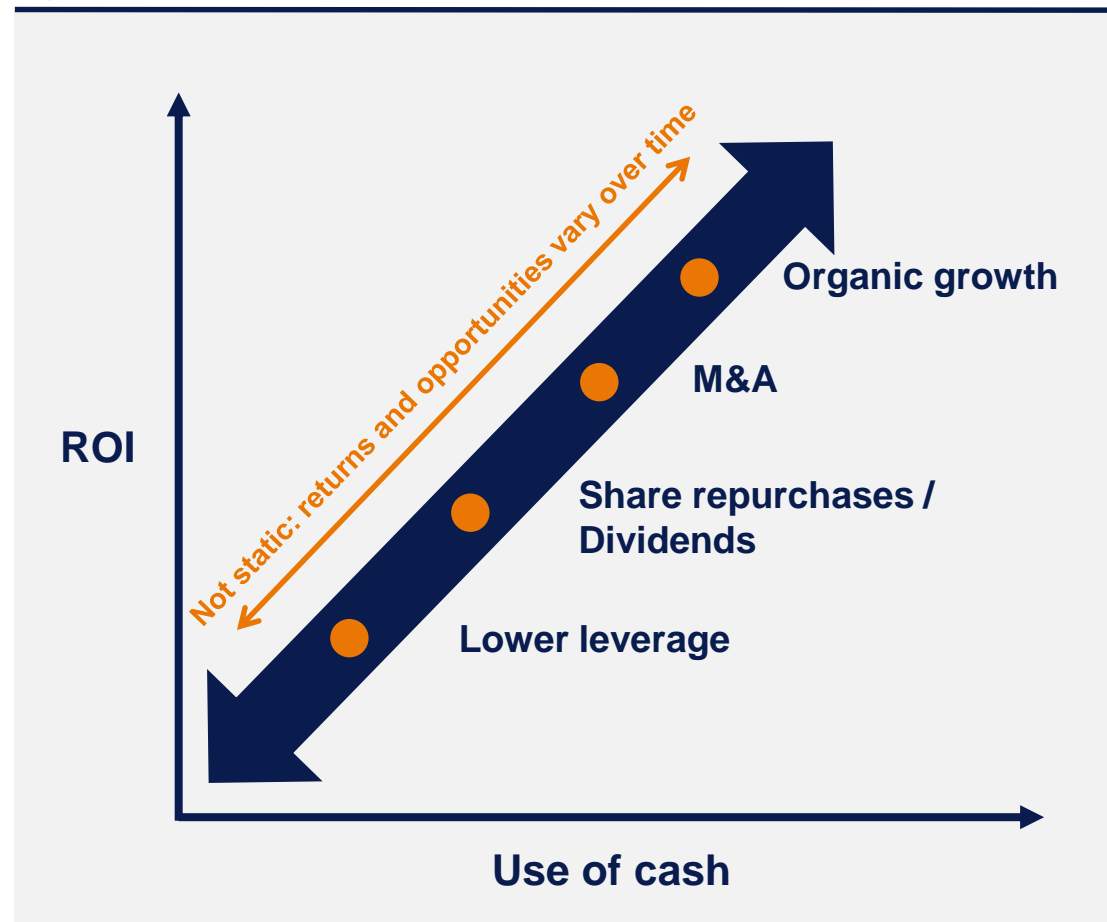 Not static: returns and opportunities vary over time
Organic growth
M&A
ROI
Share repurchases /
Dividends
Lower leverage
Use of cash